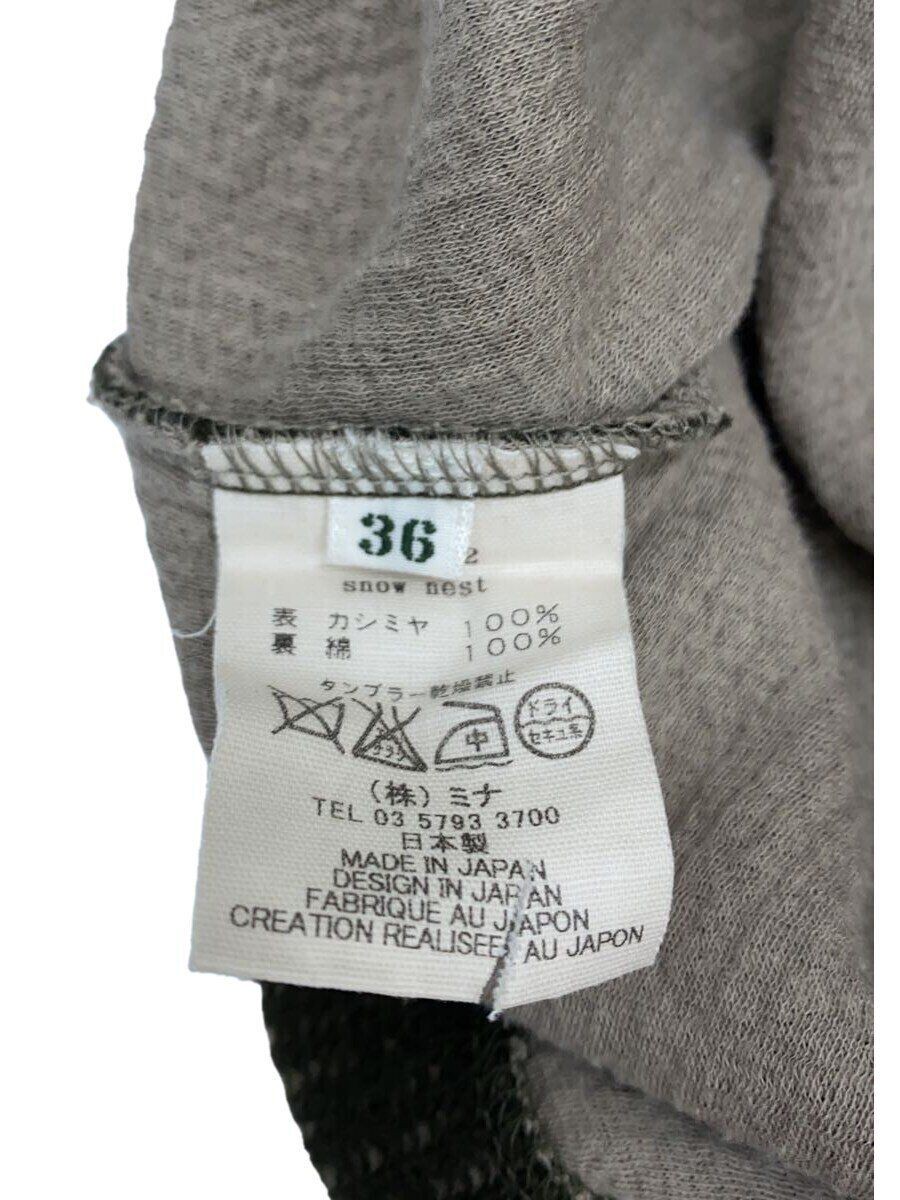 36
2
snow nest
表 カシミヤ 100%
裏 綿 100%
タンブラー乾燥禁止
中
ドライ
セキユ系
(株)ミナ
TEL 03 5793 3700
日本製
MADE IN JAPAN
DESIGN IN JAPAN
FABRIQUE AU JAPON
CREATION REALISEE AU JAPON